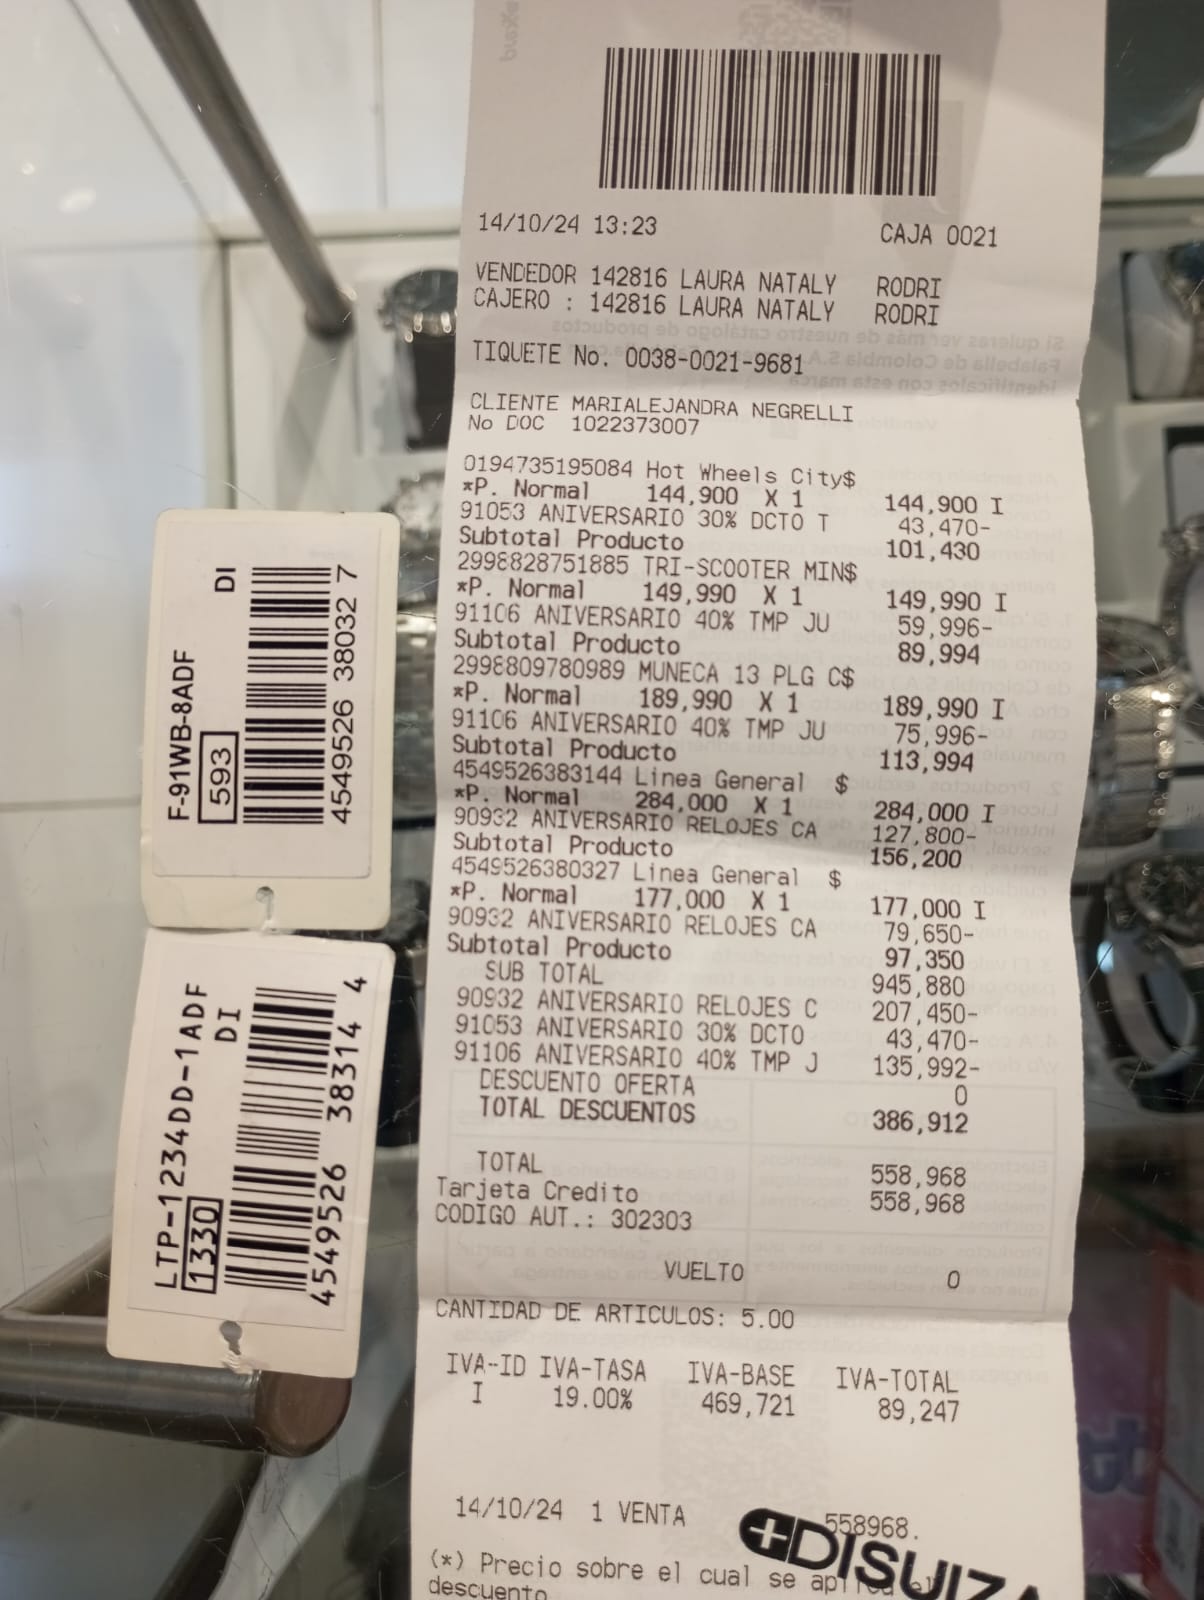 14/10/24 13:23 CAJA 0021
VENDEDOR 142816 LAURA NATALY RODRI
CAJERO : 142816 LAURA NATALY RODRI
TIQUETE No. 0038-0021-9681
CLIENTE MARIALEJANDRA NEGRELLI
No DOC 1022373007
0194735195084 Hot Wheels City$
*P. Normal 144,900 X 1 144,900 I
91053 ANIVERSARIO 30% DCTO T 43,470-
Subtotal Producto 101,430
2998828751885 TRI-SCOOTER MIN$
*P. Normal 149,990 X 1 149,990 I
91106 ANIVERSARIO 40% TMP JU 59,996-
Subtotal Producto 89,994
2998809780989 MUNECA 13 PLG C$
*P. Normal 189,990 X 1 189,990 I
91106 ANIVERSARIO 40% TMP JU 75,996-
Subtotal Producto 113,994
4549526383144 Linea General $
*P. Normal 284,000 X 1 284,000 I
90932 ANIVERSARIO RELOJES CA 127,800-
Subtotal Producto 156,200
4549526380327 Linea General $
*P. Normal 177,000 X 1 177,000 I
90932 ANIVERSARIO RELOJES CA 79,650-
Subtotal Producto 97,350
SUB TOTAL 945,880
90932 ANIVERSARIO RELOJES C 207,450-
91053 ANIVERSARIO 30% DCTO 43,470-
91106 ANIVERSARIO 40% TMP J 135,992-
DESCUENTO OFERTA 0
TOTAL DESCUENTOS 386,912
TOTAL 558,968
Tarjeta Credito 558,968
CODIGO AUT.: 302303
VUELTO 0
CANTIDAD DE ARTICULOS: 5.00
IVA-ID IVA-TASA IVA-BASE IVA-TOTAL
I 19.00% 469,721 89,247
14/10/24 1 VENTA 558968.
DISUIZA
(*) Precio sobre el cual se aplica el
descuento
F-91WB-8ADF DI
593
4549526 38032 7
LTP-1234DD-1ADF
DI
1330
4549526 38314 4